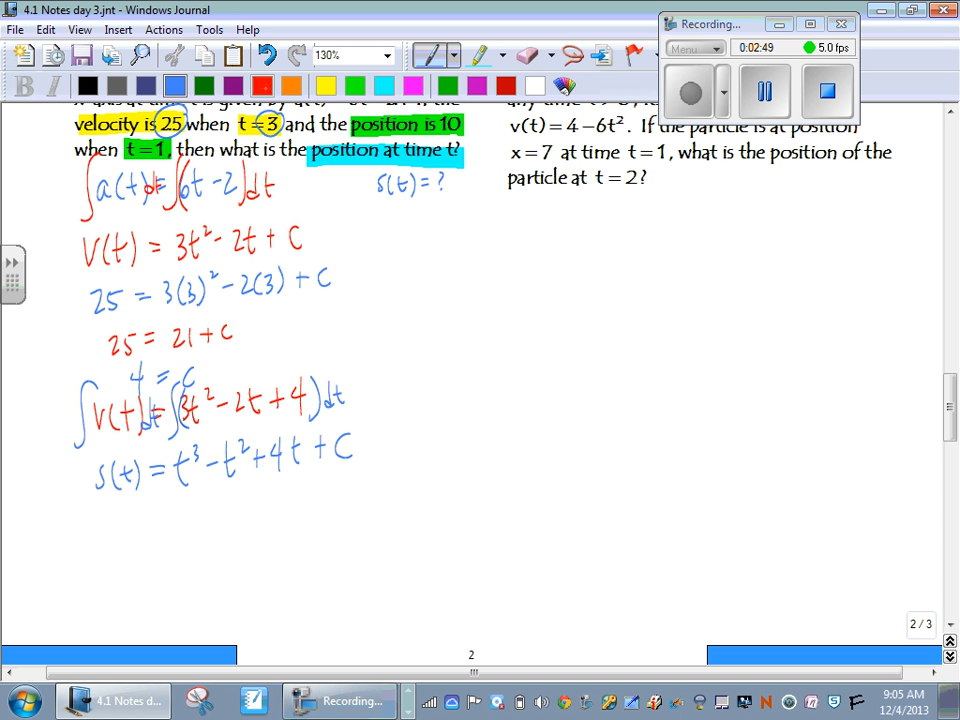 4.1 Notes day 3.jnt - Windows Journal
File Edit View Insert Actions Tools Help
130%
Recording...
Menu
0:02:49
5.0 fps
velocity is 25 when t = 3 and the position is 10
when t = 1, then what is the position at time t?
∫a(t)dt = ∫(6t - 2)dt
s(t) = ?
V(t) = 3t² - 2t + C
25 = 3(3)² - 2(3) + C
25 = 21 + C
4 = C
∫V(t)dt = ∫(3t² - 2t + 4)dt
s(t) = t³ - t² + 4t + C
v(t) = 4 - 6t². If the particle is at position
x = 7 at time t = 1, what is the position of the
particle at t = 2?
2 / 3
2
4.1 Notes d...
Recording...
9:05 AM
12/4/2013